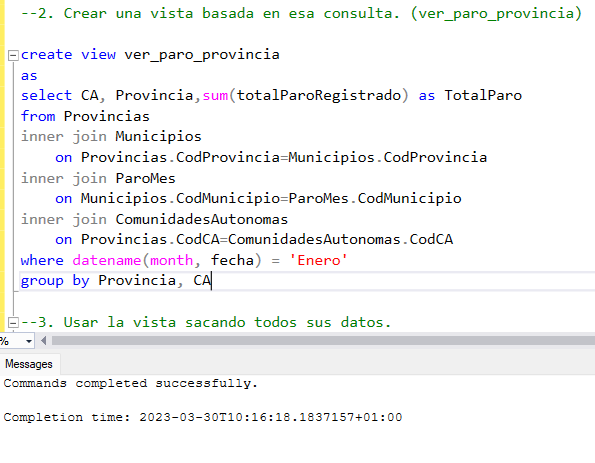 --2. Crear una vista basada en esa consulta. (ver_paro_provincia)
create view ver_paro_provincia
as
select CA, Provincia,sum(totalParoRegistrado) as TotalParo
from Provincias
inner join Municipios
on Provincias.CodProvincia=Municipios.CodProvincia
inner join ParoMes
on Municipios.CodMunicipio=ParoMes.CodMunicipio
inner join ComunidadesAutonomas
on Provincias.CodCA=ComunidadesAutonomas.CodCA
where datename(month, fecha) = 'Enero'
group by Provincia, CA
--3. Usar la vista sacando todos sus datos.
%
Messages
Commands completed successfully.
Completion time: 2023-03-30T10:16:18.1837157+01:00